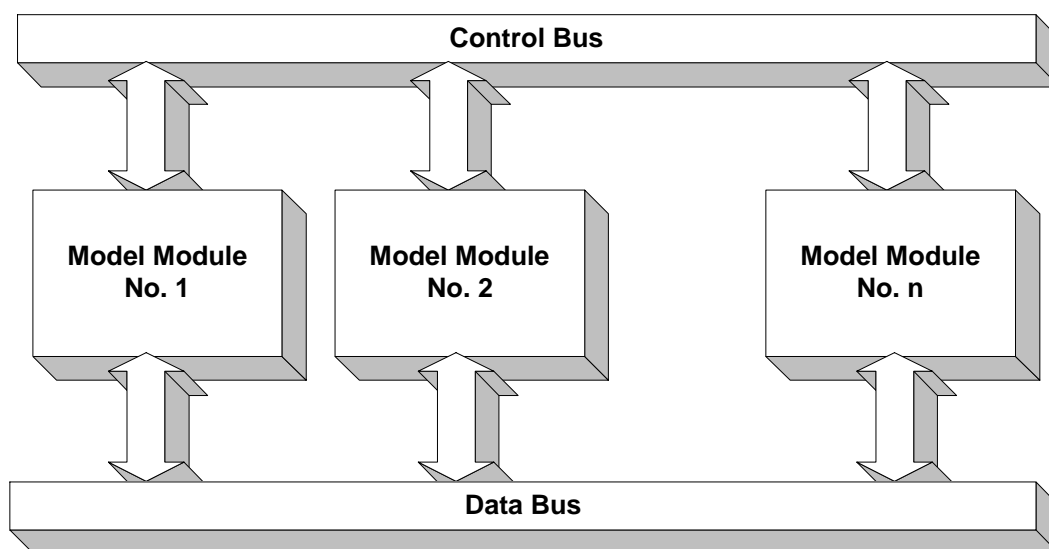 Control Bus
Model Module
No. 1
Model Module
No. 2
Model Module
No. n
Data Bus